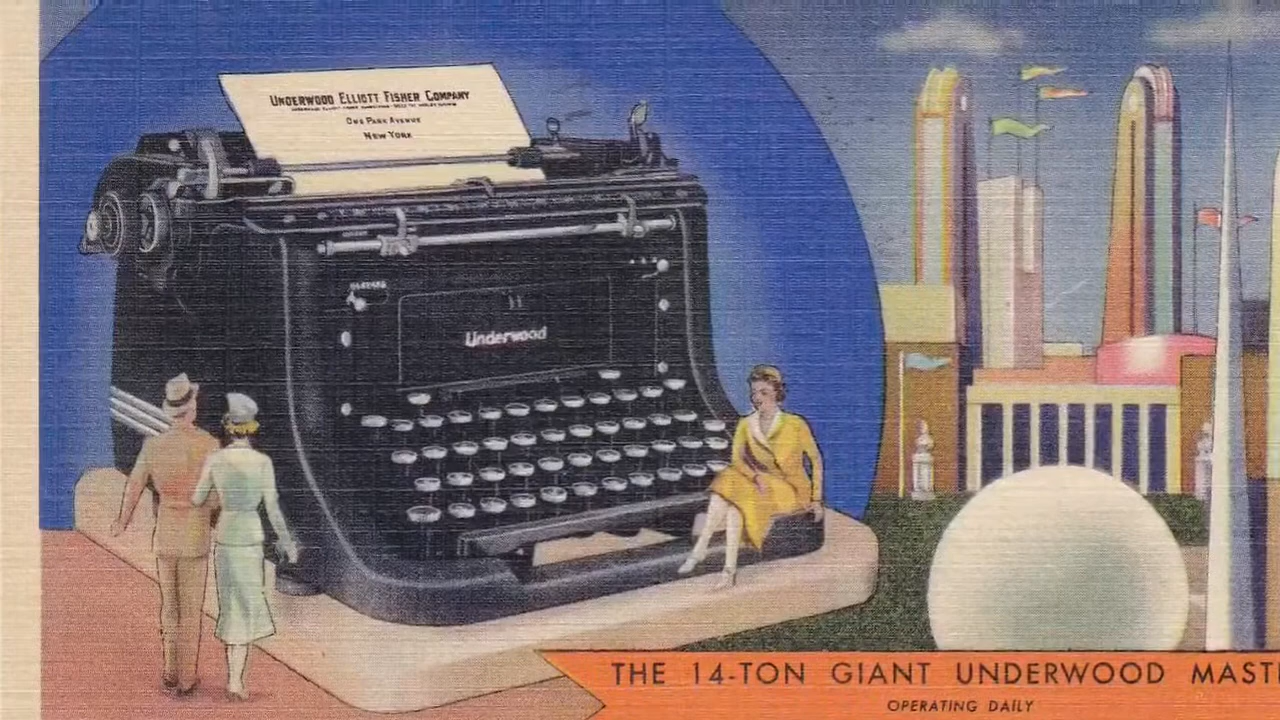 UNDERWOOD ELLIOTT FISHER COMPANY
ONE PARK AVENUE
NEW YORK
Underwood
THE 14-TON GIANT UNDERWOOD MAST
OPERATING DAILY